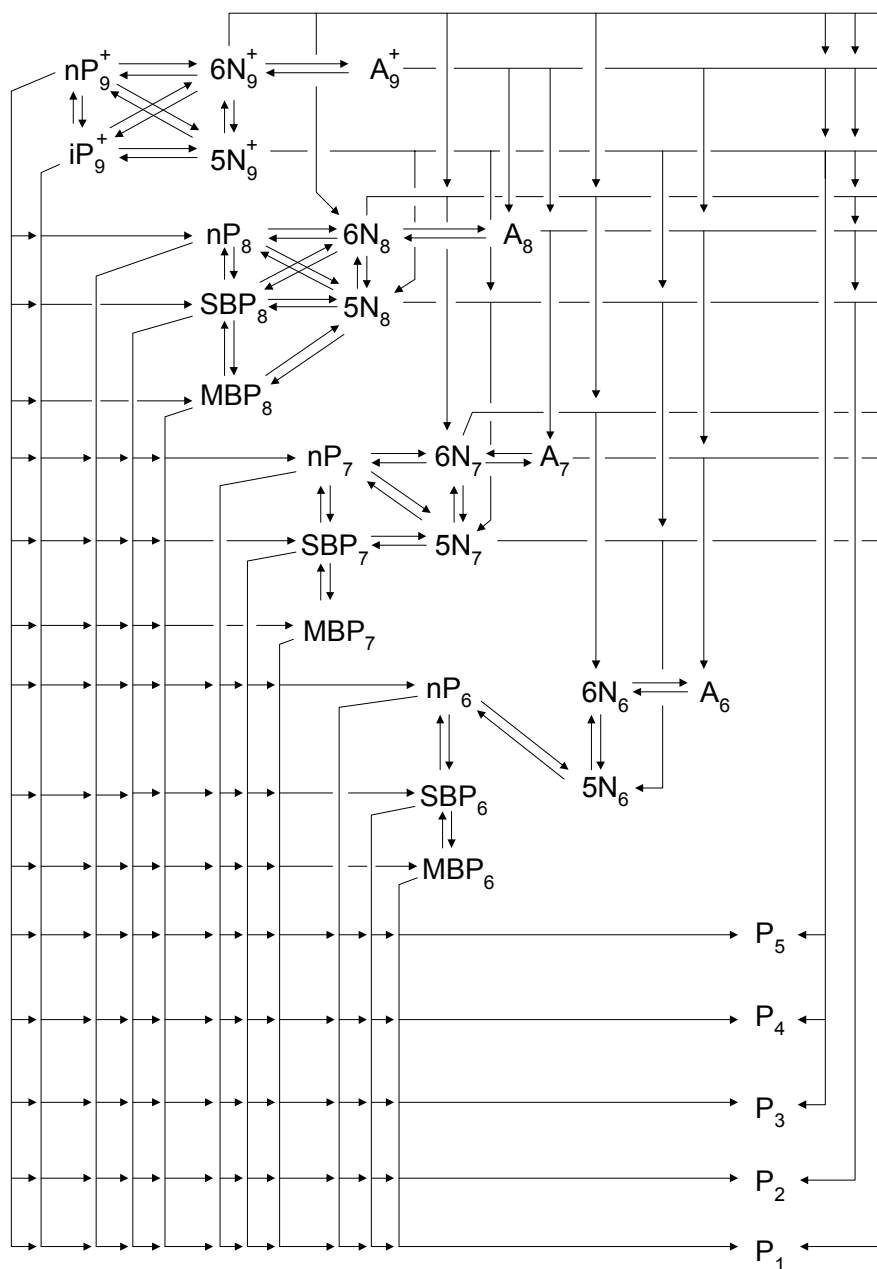 nP₉⁺ 6N₉⁺ A₉⁺
iP₉⁺ 5N₉⁺
nP₈ 6N₈ A₈
SBP₈ 5N₈
MBP₈
nP₇ 6N₇ A₇
SBP₇ 5N₇
MBP₇
nP₆ 6N₆ A₆
SBP₆ 5N₆
MBP₆
P₅
P₄
P₃
P₂
P₁